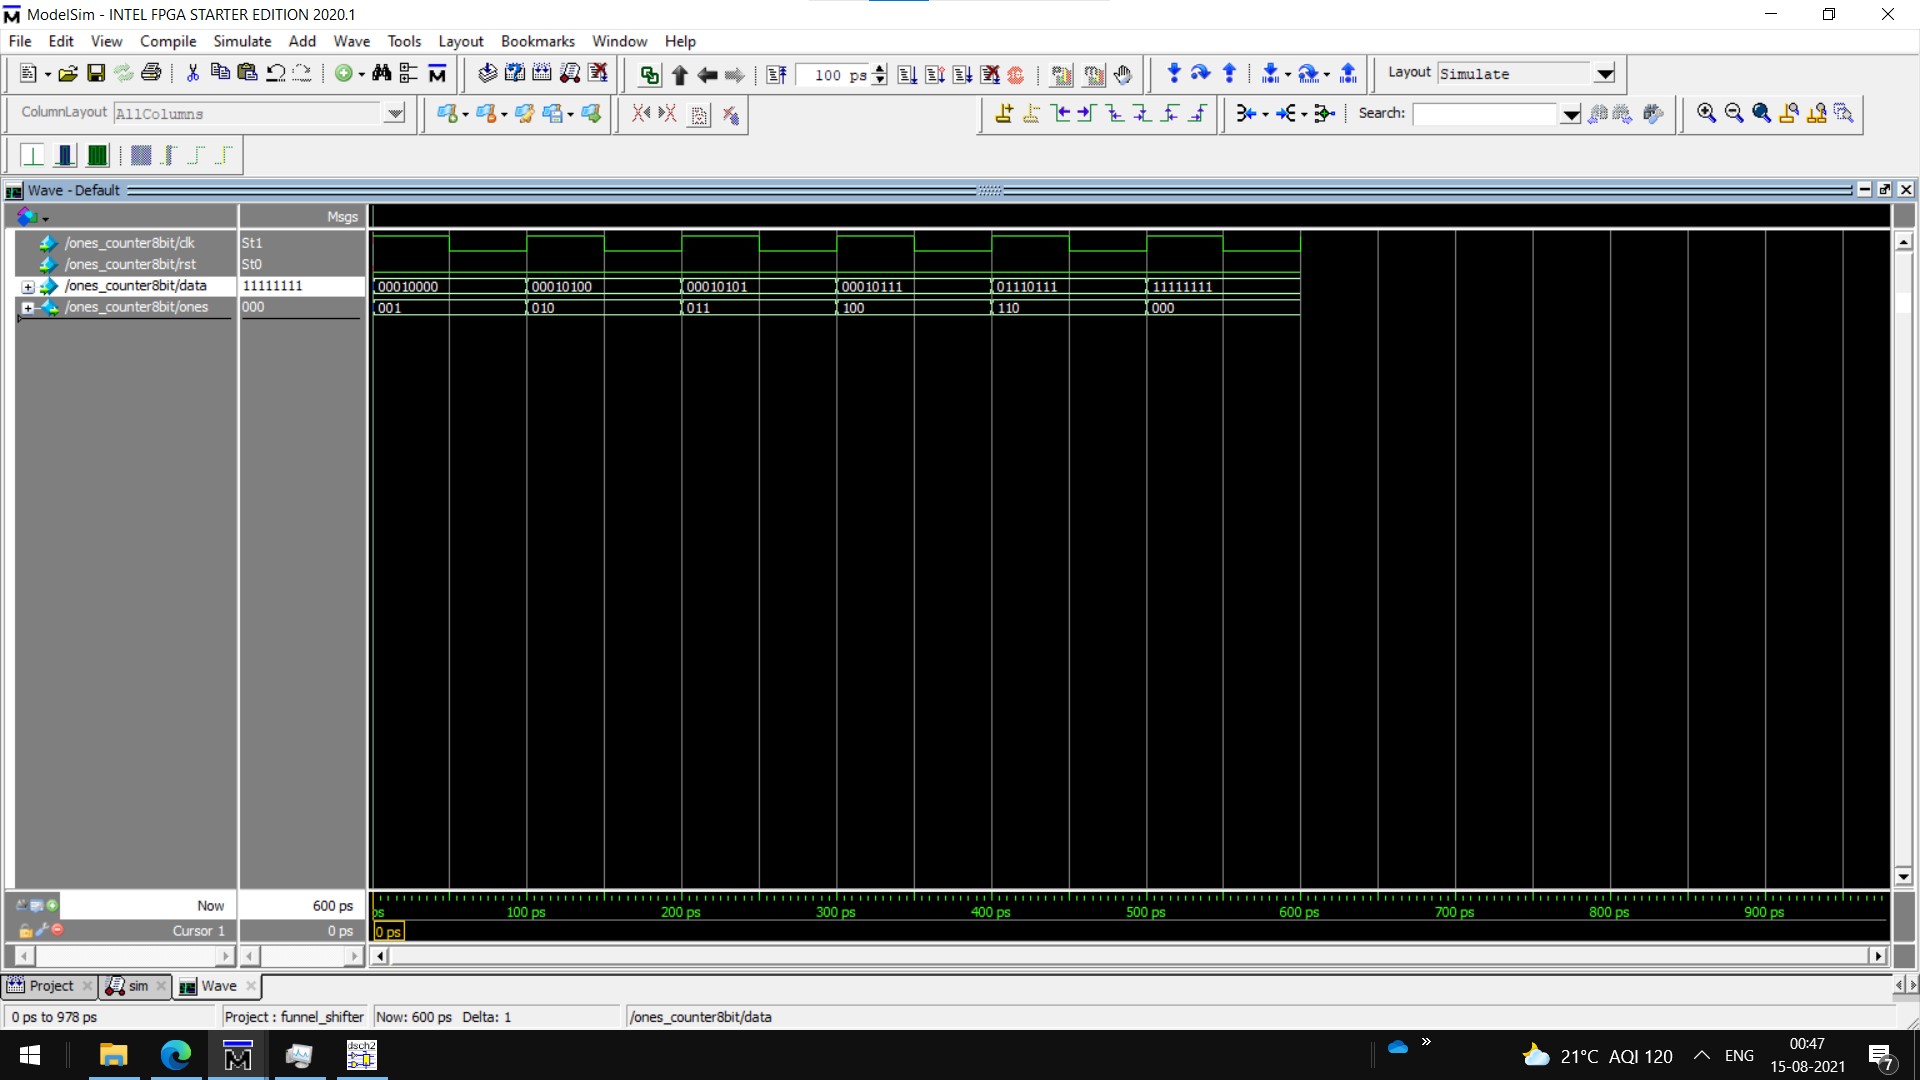 ModelSim - INTEL FPGA STARTER EDITION 2020.1
File Edit View Compile Simulate Add Wave Tools Layout Bookmarks Window Help
100 ps
Layout Simulate
ColumnLayout AllColumns
Search:
Wave - Default
Msgs
/ones_counter8bit/clk St1
/ones_counter8bit/rst St0
/ones_counter8bit/data 11111111 00010000 00010100 00010101 00010111 01110111 11111111
/ones_counter8bit/ones 000 001 010 011 100 110 000
Now 600 ps ps 100 ps 200 ps 300 ps 400 ps 500 ps 600 ps 700 ps 800 ps 900 ps
Cursor 1 0 ps 0 ps
Project sim Wave
0 ps to 978 ps Project : funnel_shifter Now: 600 ps Delta: 1 /ones_counter8bit/data
dsch2
21°C AQI 120 ENG 00:47
15-08-2021 7